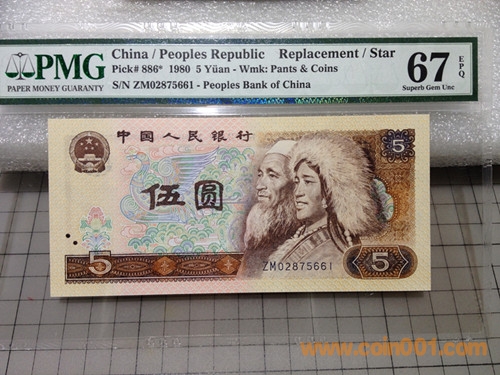 PMG
PAPER MONEY GUARANTY
China / Peoples Republic Replacement / Star
Pick# 886* 1980 5 Yüan - Wmk: Pants & Coins
S/N ZM02875661 - Peoples Bank of China
67 EPQ
Superb Gem Unc
中国人民银行
5
伍圆
5
5
ZM02875661
www.coin001.com